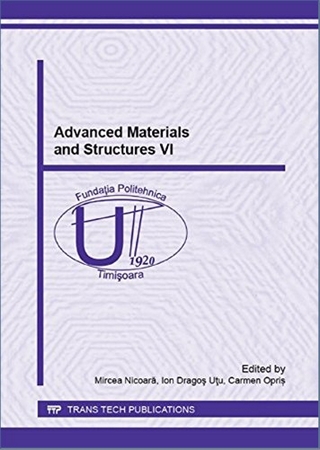 Advanced Materials
and Structures VI
Fundaţia Politehnica
U
1920
Timişoara
Edited by
Mircea Nicoară, Ion Dragoş Uţu, Carmen Opriş
TTP TRANS TECH PUBLICATIONS